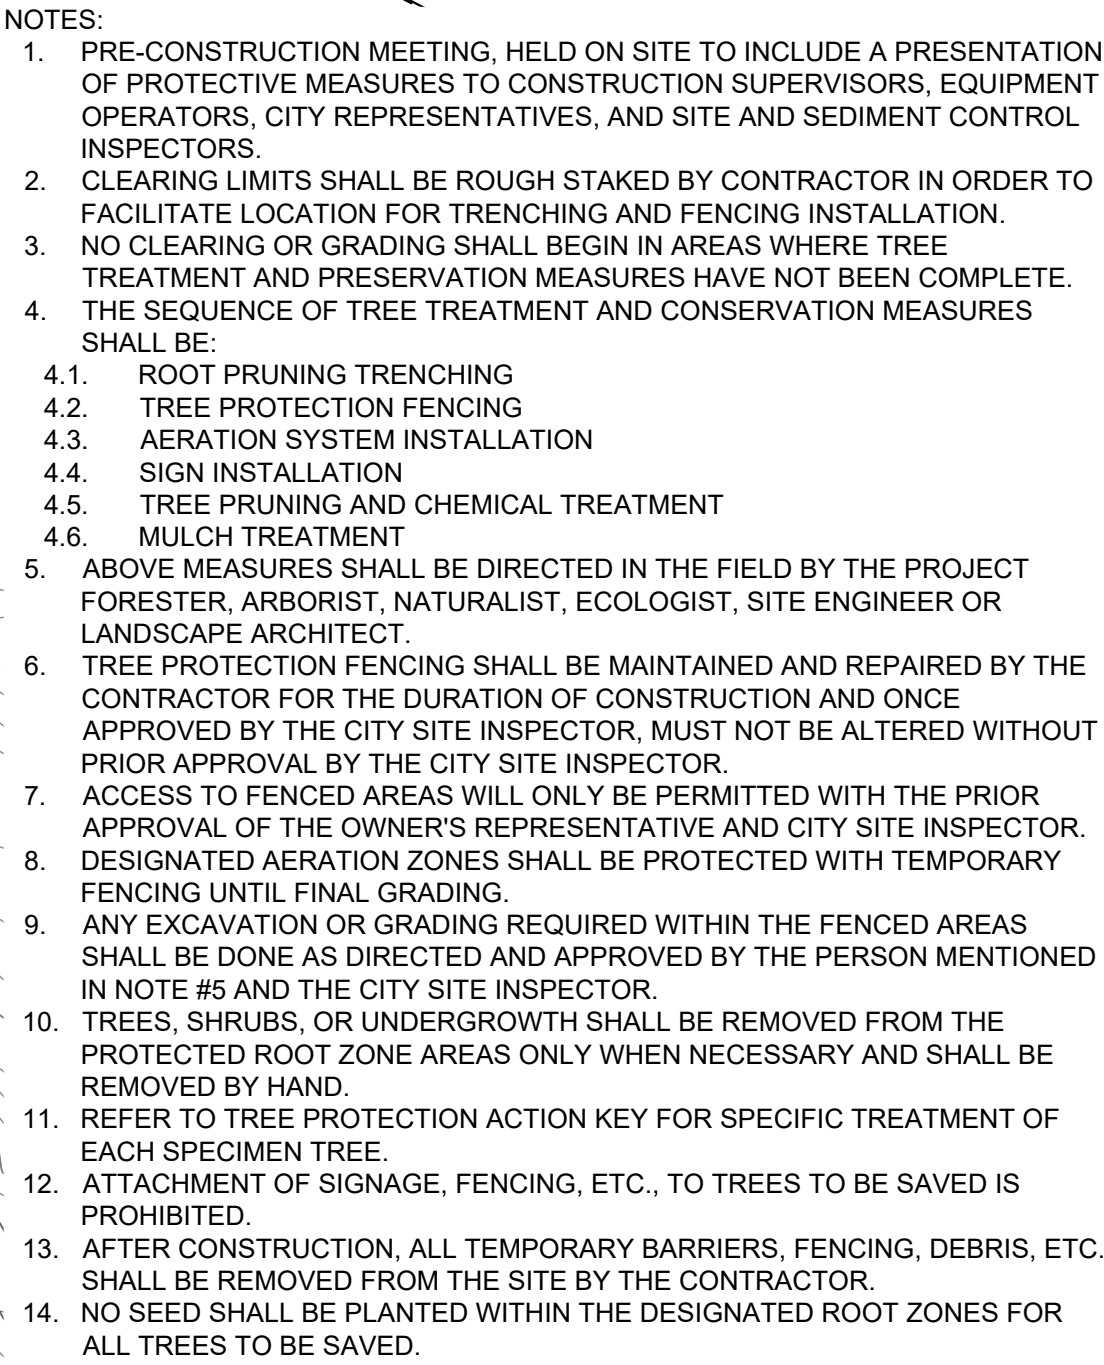 NOTES:
1. PRE-CONSTRUCTION MEETING, HELD ON SITE TO INCLUDE A PRESENTATION
OF PROTECTIVE MEASURES TO CONSTRUCTION SUPERVISORS, EQUIPMENT
OPERATORS, CITY REPRESENTATIVES, AND SITE AND SEDIMENT CONTROL
INSPECTORS.
2. CLEARING LIMITS SHALL BE ROUGH STAKED BY CONTRACTOR IN ORDER TO
FACILITATE LOCATION FOR TRENCHING AND FENCING INSTALLATION.
3. NO CLEARING OR GRADING SHALL BEGIN IN AREAS WHERE TREE
TREATMENT AND PRESERVATION MEASURES HAVE NOT BEEN COMPLETE.
4. THE SEQUENCE OF TREE TREATMENT AND CONSERVATION MEASURES
SHALL BE:
4.1. ROOT PRUNING TRENCHING
4.2. TREE PROTECTION FENCING
4.3. AERATION SYSTEM INSTALLATION
4.4. SIGN INSTALLATION
4.5. TREE PRUNING AND CHEMICAL TREATMENT
4.6. MULCH TREATMENT
5. ABOVE MEASURES SHALL BE DIRECTED IN THE FIELD BY THE PROJECT
FORESTER, ARBORIST, NATURALIST, ECOLOGIST, SITE ENGINEER OR
LANDSCAPE ARCHITECT.
6. TREE PROTECTION FENCING SHALL BE MAINTAINED AND REPAIRED BY THE
CONTRACTOR FOR THE DURATION OF CONSTRUCTION AND ONCE
APPROVED BY THE CITY SITE INSPECTOR, MUST NOT BE ALTERED WITHOUT
PRIOR APPROVAL BY THE CITY SITE INSPECTOR.
7. ACCESS TO FENCED AREAS WILL ONLY BE PERMITTED WITH THE PRIOR
APPROVAL OF THE OWNER'S REPRESENTATIVE AND CITY SITE INSPECTOR.
8. DESIGNATED AERATION ZONES SHALL BE PROTECTED WITH TEMPORARY
FENCING UNTIL FINAL GRADING.
9. ANY EXCAVATION OR GRADING REQUIRED WITHIN THE FENCED AREAS
SHALL BE DONE AS DIRECTED AND APPROVED BY THE PERSON MENTIONED
IN NOTE #5 AND THE CITY SITE INSPECTOR.
10. TREES, SHRUBS, OR UNDERGROWTH SHALL BE REMOVED FROM THE
PROTECTED ROOT ZONE AREAS ONLY WHEN NECESSARY AND SHALL BE
REMOVED BY HAND.
11. REFER TO TREE PROTECTION ACTION KEY FOR SPECIFIC TREATMENT OF
EACH SPECIMEN TREE.
12. ATTACHMENT OF SIGNAGE, FENCING, ETC., TO TREES TO BE SAVED IS
PROHIBITED.
13. AFTER CONSTRUCTION, ALL TEMPORARY BARRIERS, FENCING, DEBRIS, ETC.
SHALL BE REMOVED FROM THE SITE BY THE CONTRACTOR.
14. NO SEED SHALL BE PLANTED WITHIN THE DESIGNATED ROOT ZONES FOR
ALL TREES TO BE SAVED.